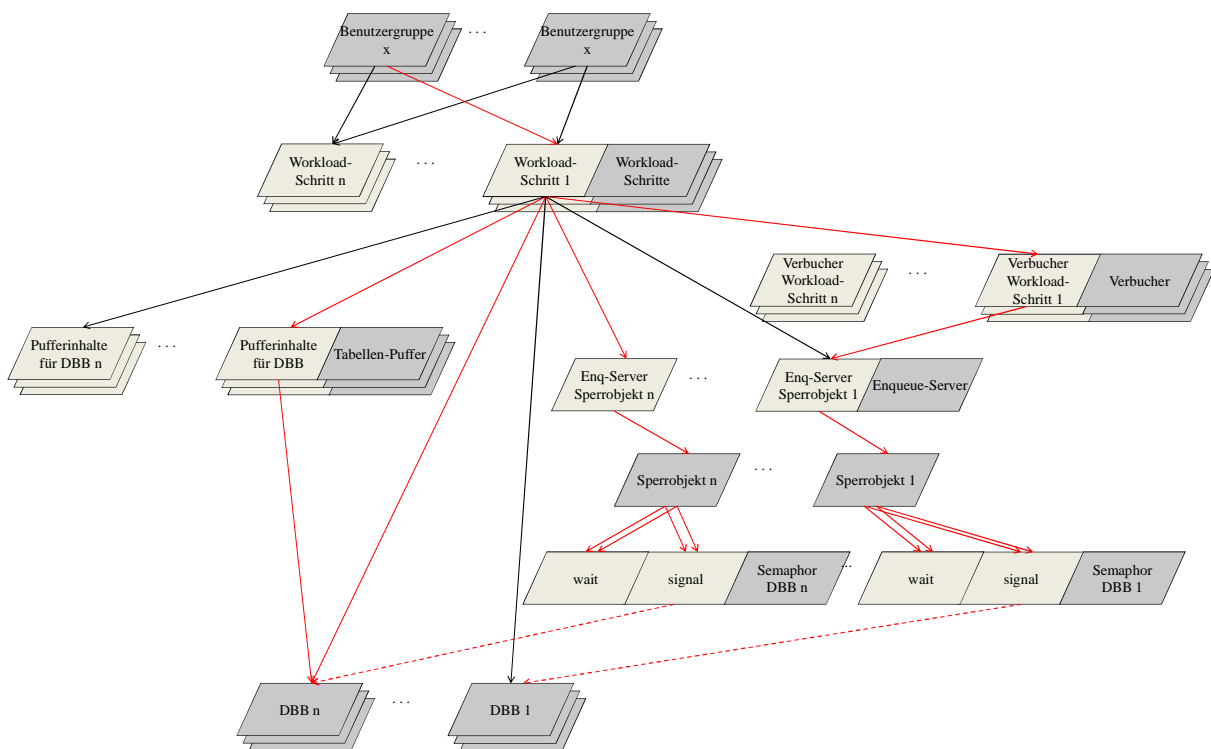 Benutzergruppe
x
. . .
Benutzergruppe
x
Workload-
Schritt n
. . .
Workload-
Schritt 1
Workload-
Schritte
Verbucher
Workload-
Schritt n
. . .
Verbucher
Workload-
Schritt 1
Verbucher
Pufferinhalte
für DBB n
. . .
Pufferinhalte
für DBB
Tabellen-Puffer
Enq-Server
Sperrobjekt n
. . .
Enq-Server
Sperrobjekt 1
Enqueue-Server
Sperrobjekt n
. . .
Sperrobjekt 1
wait
signal
Semaphor
DBB n
...
wait
signal
Semaphor
DBB 1
DBB n
. . .
DBB 1